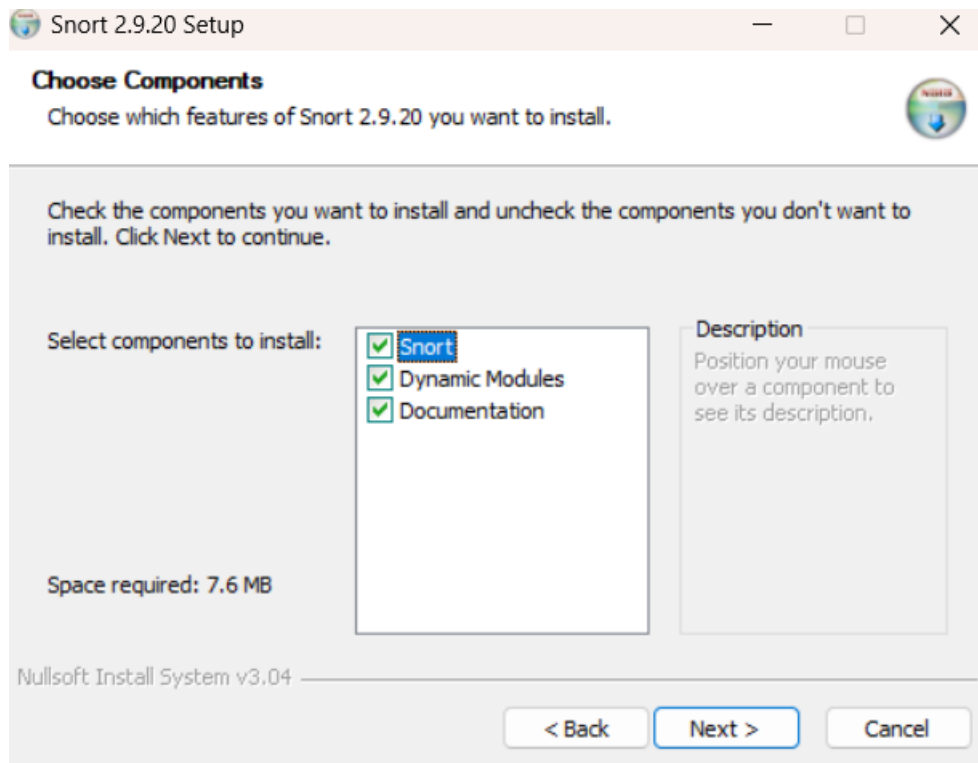 Snort 2.9.20 Setup
Choose Components
Choose which features of Snort 2.9.20 you want to install.
Check the components you want to install and uncheck the components you don't want to
install. Click Next to continue.
Select components to install:
Snort
Dynamic Modules
Documentation
Description
Position your mouse
over a component to
see its description.
Space required: 7.6 MB
Nullsoft Install System v3.04
< Back
Next >
Cancel